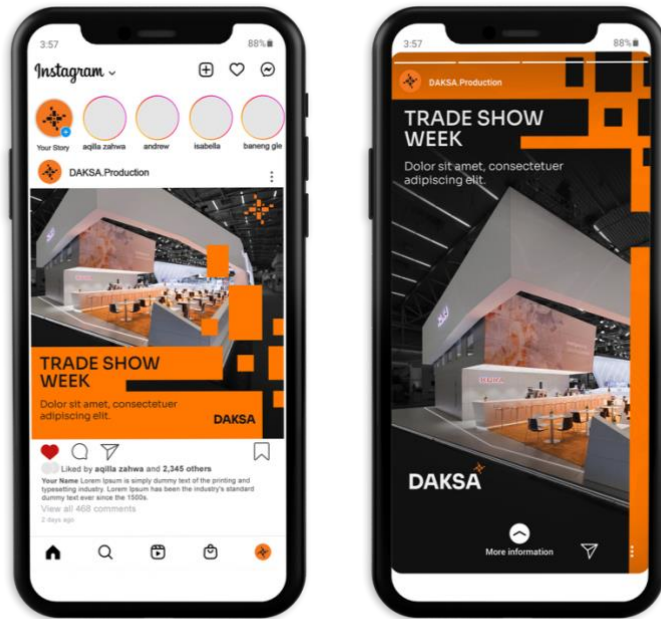 3:57
88%
Instagram
Your Story
aqilla zahwa
andrew
isabella
baneng gie
DAKSA.Production
TRADE SHOW
WEEK
Dolor sit amet, consectetuer
adipiscing elit.
DAKSA
Liked by aqilla zahwa and 2,345 others
Your Name Lorem Ipsum is simply dummy text of the printing and
typesetting industry. Lorem Ipsum has been the industry's standard
dummy text ever since the 1500s.
View all 468 comments
2 days ago
3:57
88%
DAKSA.Production
TRADE SHOW
WEEK
Dolor sit amet, consectetuer
adipiscing elit.
DAKSA
More information